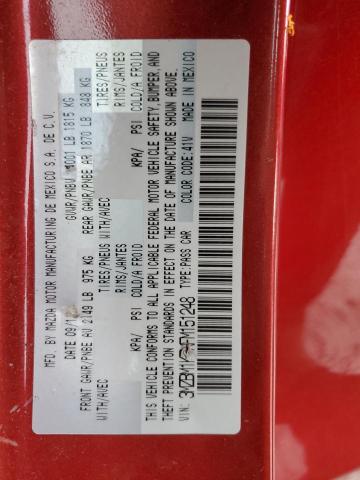 MFD. BY MAZDA MOTOR MANUFACTURING DE MEXICO S.A. DE C.V.
DATE 09/1 GVWR/PNBV LB 1815 KG
FRONT GAWR/PNBE AV 2149 LB 975 KG REAR GAWR/PNBE AR 1870 LB 848 KG
WITH/AVEC TIRES/PNEUS WITH/AVEC TIRES/PNEUS
RIMS/JANTES RIMS/JANTES
KPA/ PSI COLD/A FROID KPA/ PSI COLD/A FROID
THIS VEHICLE CONFORMS TO ALL APPLICABLE FEDERAL MOTOR VEHICLE SAFETY, BUMPER, AND
THEFT PREVENTION STANDARDS IN EFFECT ON THE DATE OF MANUFACTURE SHOWN ABOVE.
COLOR CODE:41V MADE IN MEXICO
TYPE:PASS CAR